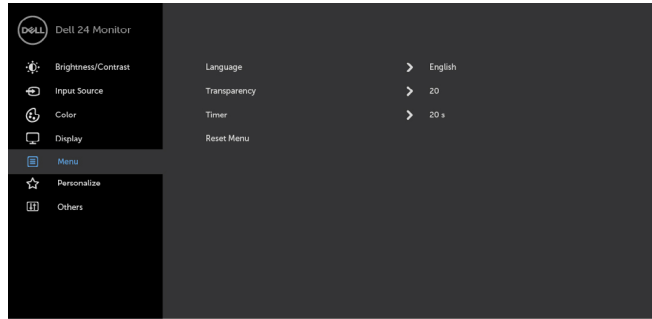 DELL Dell 24 Monitor
Brightness/Contrast Language English
Input Source Transparency 20
Color Timer 20 s
Display Reset Menu
Menu
Personalize
Others